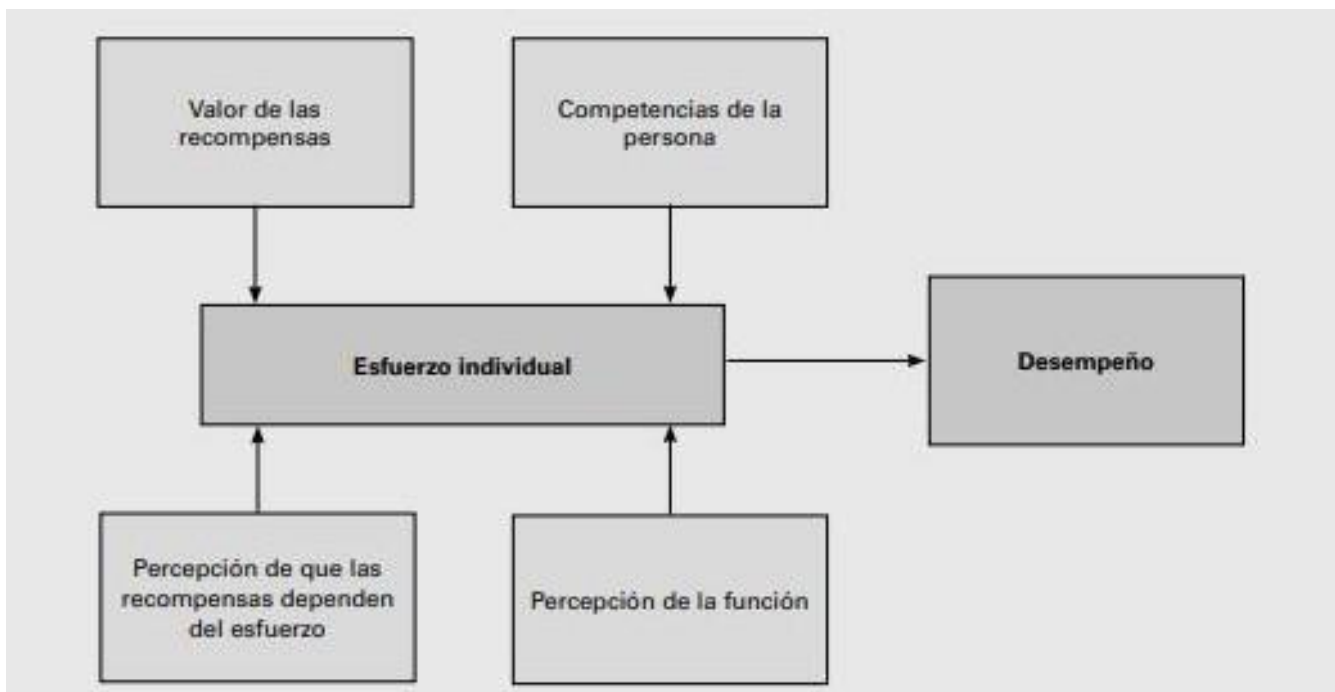 Valor de las
recompensas
Competencias de la
persona
Esfuerzo individual
Desempeño
Percepción de que las
recompensas dependen
del esfuerzo
Percepción de la función